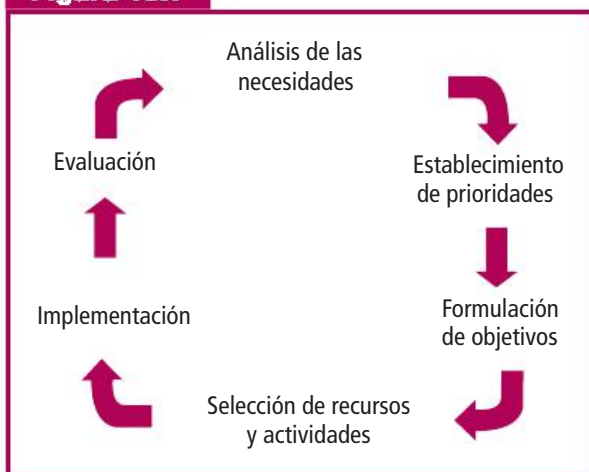 Análisis de las
necesidades
Establecimiento
de prioridades
Formulación
de objetivos
Selección de recursos
y actividades
Implementación
Evaluación